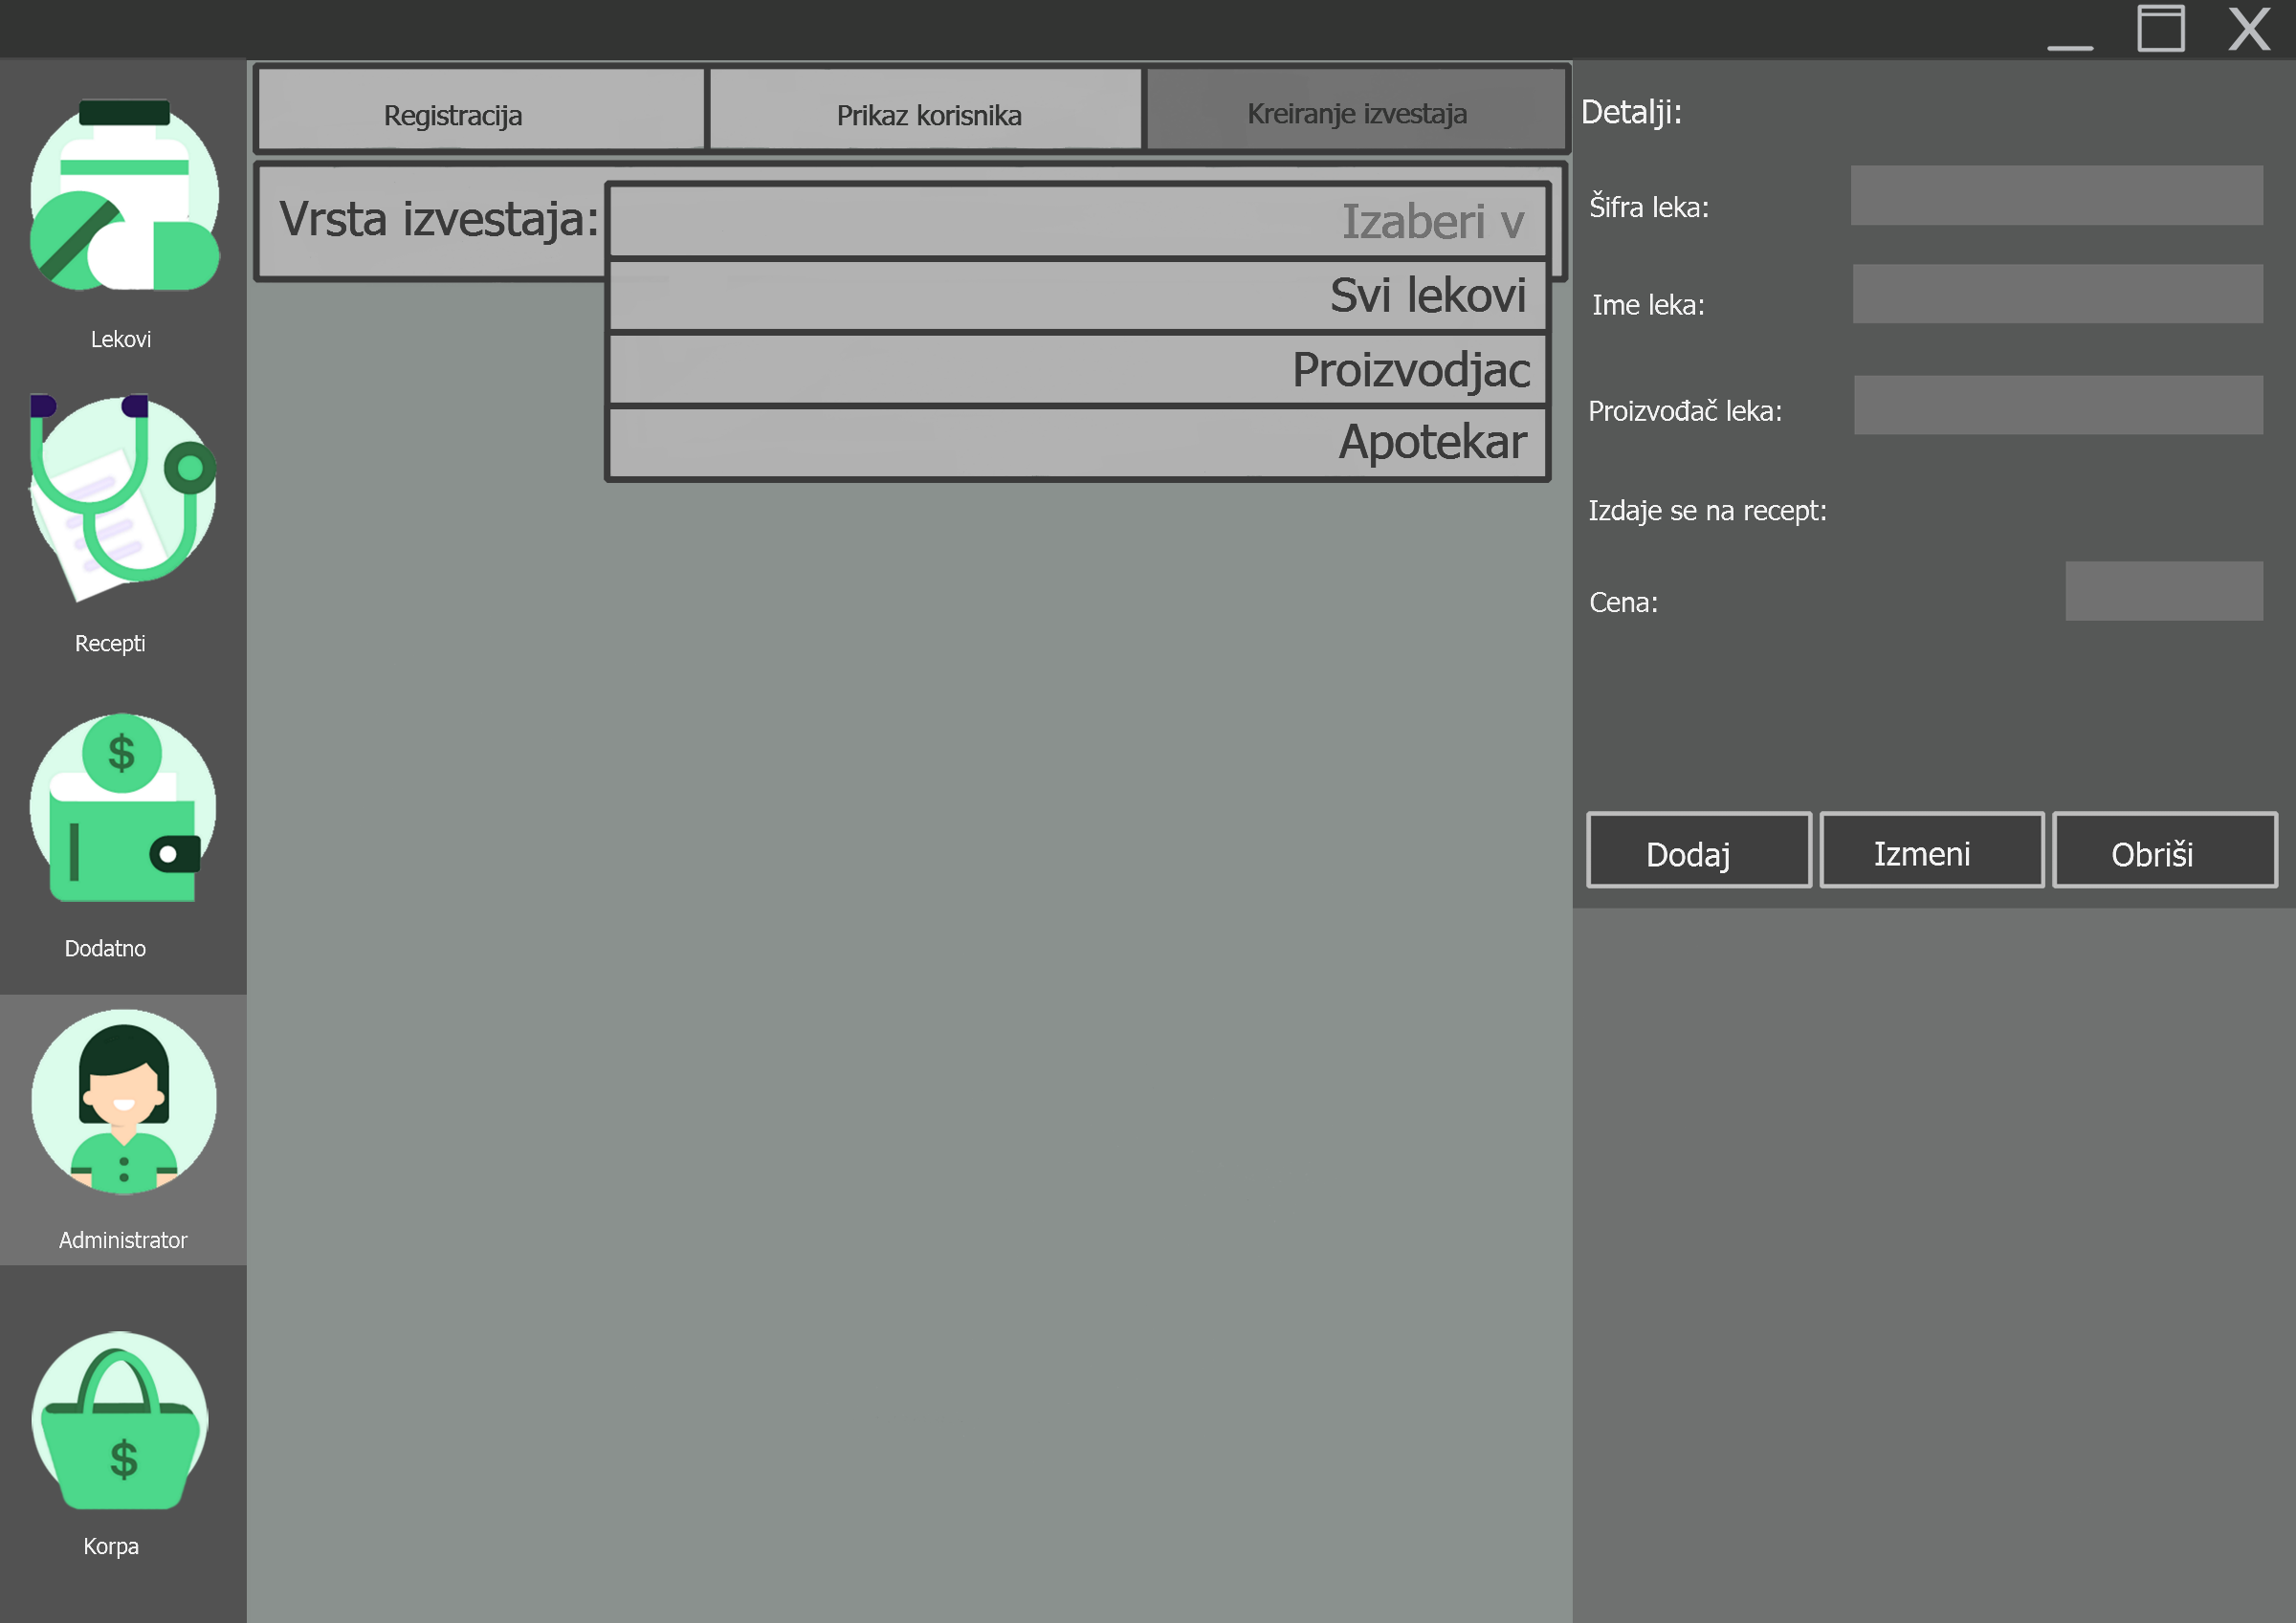 X
Registracija
Prikaz korisnika
Kreiranje izvestaja
Vrsta izvestaja:
Izaberi v
Svi lekovi
Proizvodjac
Apotekar
Lekovi
Recepti
$
Dodatno
Administrator
$
Korpa
Detalji:
Šifra leka:
Ime leka:
Proizvođač leka:
Izdaje se na recept:
Cena:
Dodaj
Izmeni
Obriši